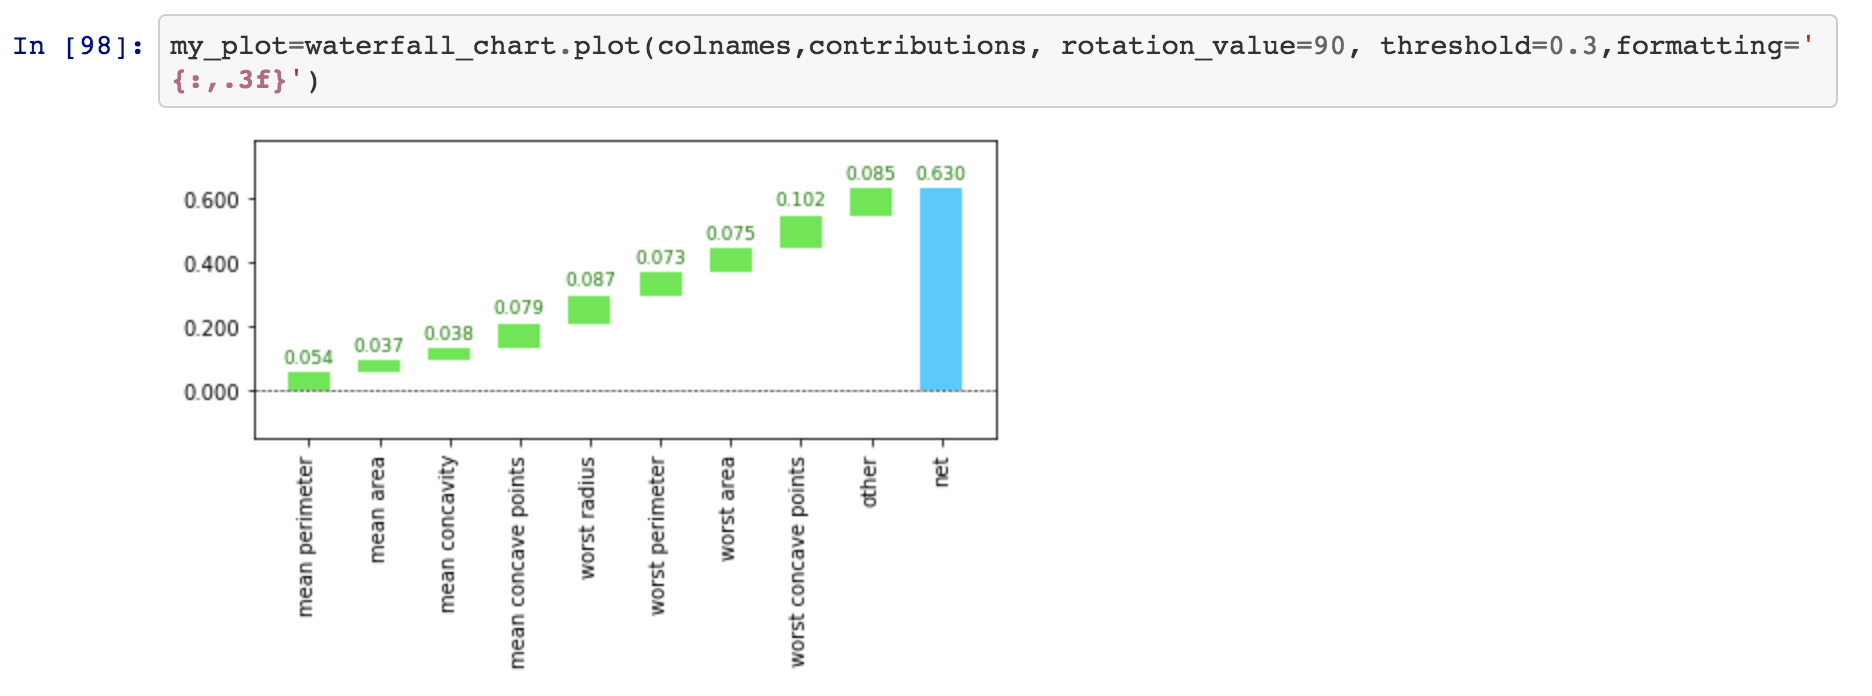 In [98]: my_plot=waterfall_chart.plot(colnames,contributions, rotation_value=90, threshold=0.3,formatting='
{:,.3f}')
0.085 0.630
0.600
0.102
0.075
0.400
0.073
0.087
0.079
0.200
0.038
0.037
0.054
0.000
mean perimeter
mean area
mean concavity
mean concave points
worst radius
worst perimeter
worst area
worst concave points
other
net